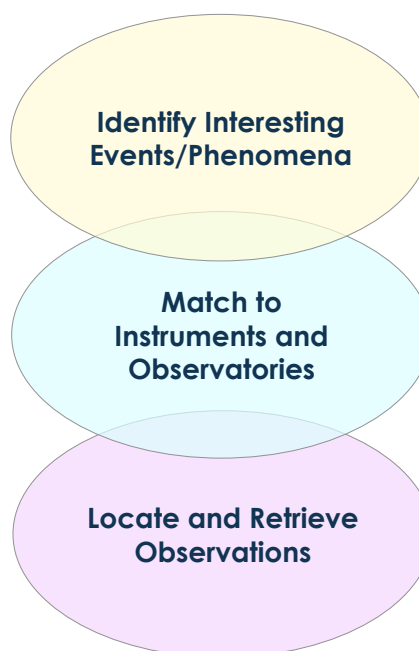 Identify Interesting
Events/Phenomena
Match to
Instruments and
Observatories
Locate and Retrieve
Observations